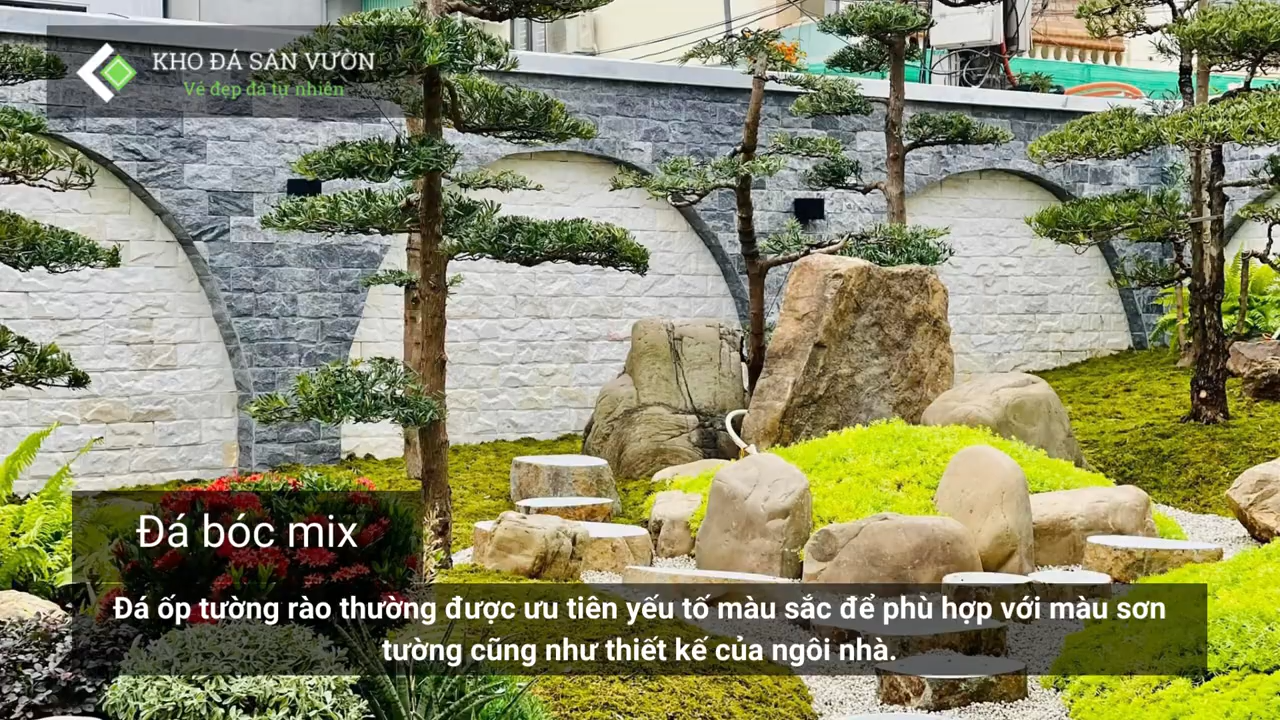 KHO ĐÁ SÂN VƯỜN
Vẻ đẹp đá tự nhiên
Đá bóc mix
Đá ốp tường rào thường được ưu tiên yếu tố màu sắc để phù hợp với màu sơn
tường cũng như thiết kế của ngôi nhà.